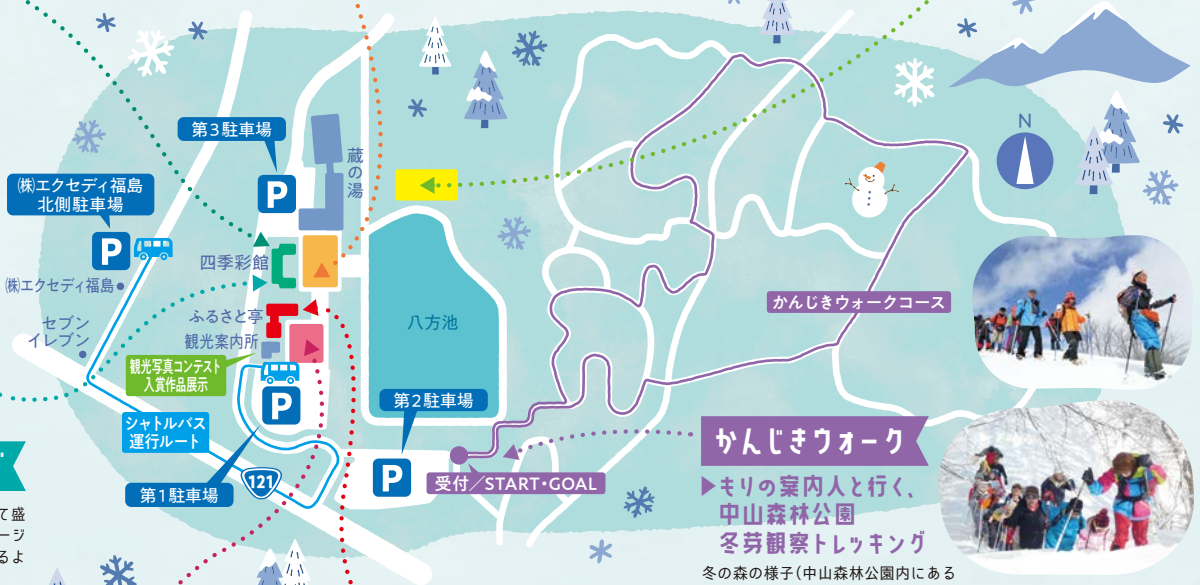 N
第3駐車場
P
蔵の湯
㈱エクセディ福島
北側駐車場
P
四季彩館
㈱エクセディ福島
セブン
イレブン
ふるさと亭
観光案内所
観光写真コンテスト
入賞作品展示
八方池
かんじきウォークコース
P
第2駐車場
シャトルバス
運行ルート
121
第1駐車場
P
受付／START・GOAL
かんじきウォーク
▶もりの案内人と行く、
中山森林公園
冬芽観察トレッキング
冬の森の様子(中山森林公園内にある
て盛
ージ
るよ